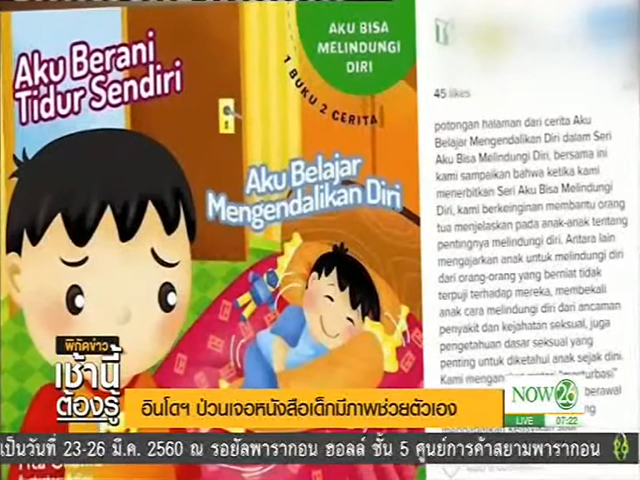 AKU BISA
MELINDUNGI
DIRI
1 BUKU 2 CERITA
Aku Berani
Tidur Sendiri
Aku Belajar
Mengendalikan Diri
45 likes
potongan halaman dari cerita Aku
Belajar Mengendalikan Diri dalam Seri
Aku Bisa Melindungi Diri, bersama ini
kami sampaikan bahwa ketika kami
menerbitkan Seri Aku Bisa Melindungi
Diri, kami berkeinginan membantu orang
tua menjelaskan pada anak-anak tentang
pentingnya melindungi diri. Antara lain
mengajarkan anak untuk melindungi diri
dari orang-orang yang berniat tidak
terpuji terhadap mereka, membekali
anak cara melindungi diri dari ancaman
penyakit dan kejahatan seksual, juga
pengetahuan dasar seksual yang
penting untuk diketahui anak sejak dini.
Kami
berawal
พิกัดข่าว
เช้านี้
ต้องรู้
อินโดฯ ป่วนเจอหนังสือเด็กมีภาพช่วยตัวเอง
NOW26
LIVE 07:22
เป็นวันที่ 23-26 มี.ค. 2560 ณ รอยัลพารากอน ฮอลล์ ชั้น 5 ศูนย์การค้าสยามพารากอน